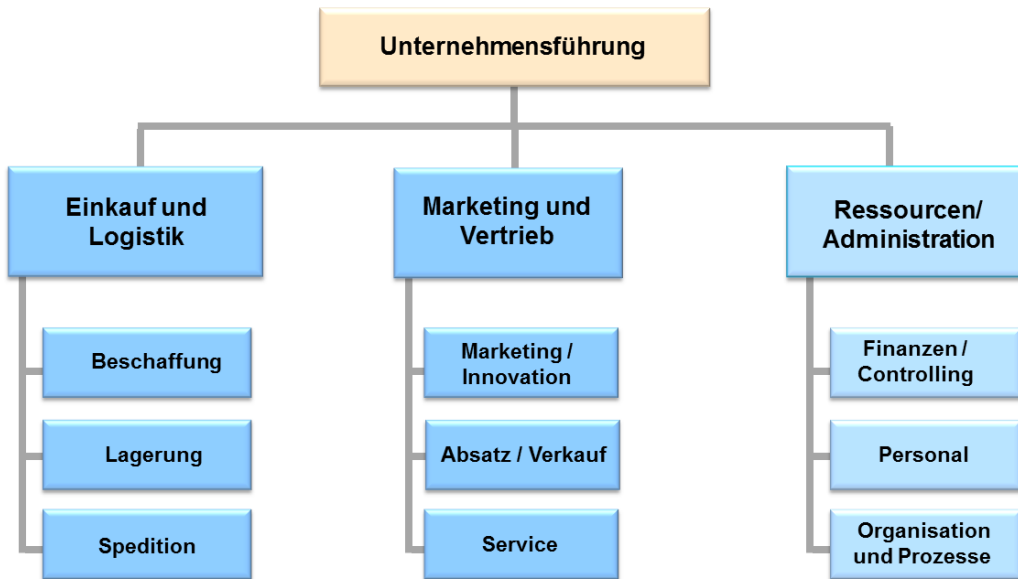 Unternehmensführung
Einkauf und
Logistik
Marketing und
Vertrieb
Ressourcen/
Administration
Beschaffung
Marketing /
Innovation
Finanzen /
Controlling
Lagerung
Absatz / Verkauf
Personal
Spedition
Service
Organisation
und Prozesse